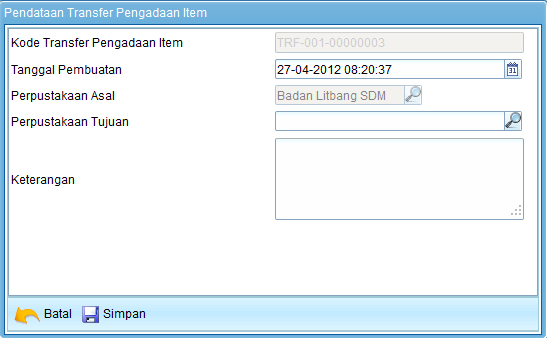 Pendataan Transfer Pengadaan Item
Kode Transfer Pengadaan Item TRF-001-00000003
Tanggal Pembuatan 27-04-2012 08:20:37
Perpustakaan Asal Badan Litbang SDM
Perpustakaan Tujuan
Keterangan
Batal Simpan